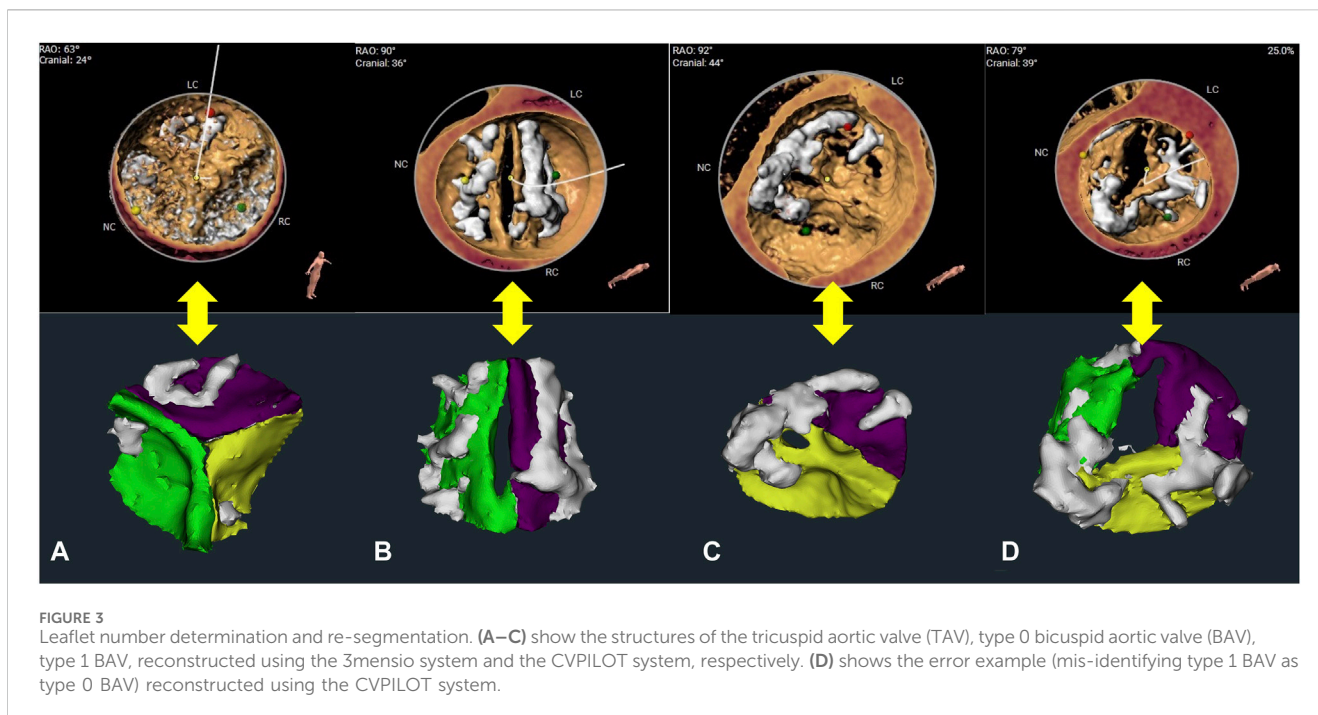 RAO: 63°
Cranial: 24°
LC
NC
RC
A
RAO: 90°
Cranial: 36°
LC
NC
RC
B
RAO: 92°
Cranial: 44°
LC
NC
RC
C
RAO: 79°
Cranial: 39°
25.0%
LC
NC
RC
D
FIGURE 3
Leaflet number determination and re-segmentation. (A–C) show the structures of the tricuspid aortic valve (TAV), type 0 bicuspid aortic valve (BAV),
type 1 BAV, reconstructed using the 3mensio system and the CVPILOT system, respectively. (D) shows the error example (mis-identifying type 1 BAV as
type 0 BAV) reconstructed using the CVPILOT system.